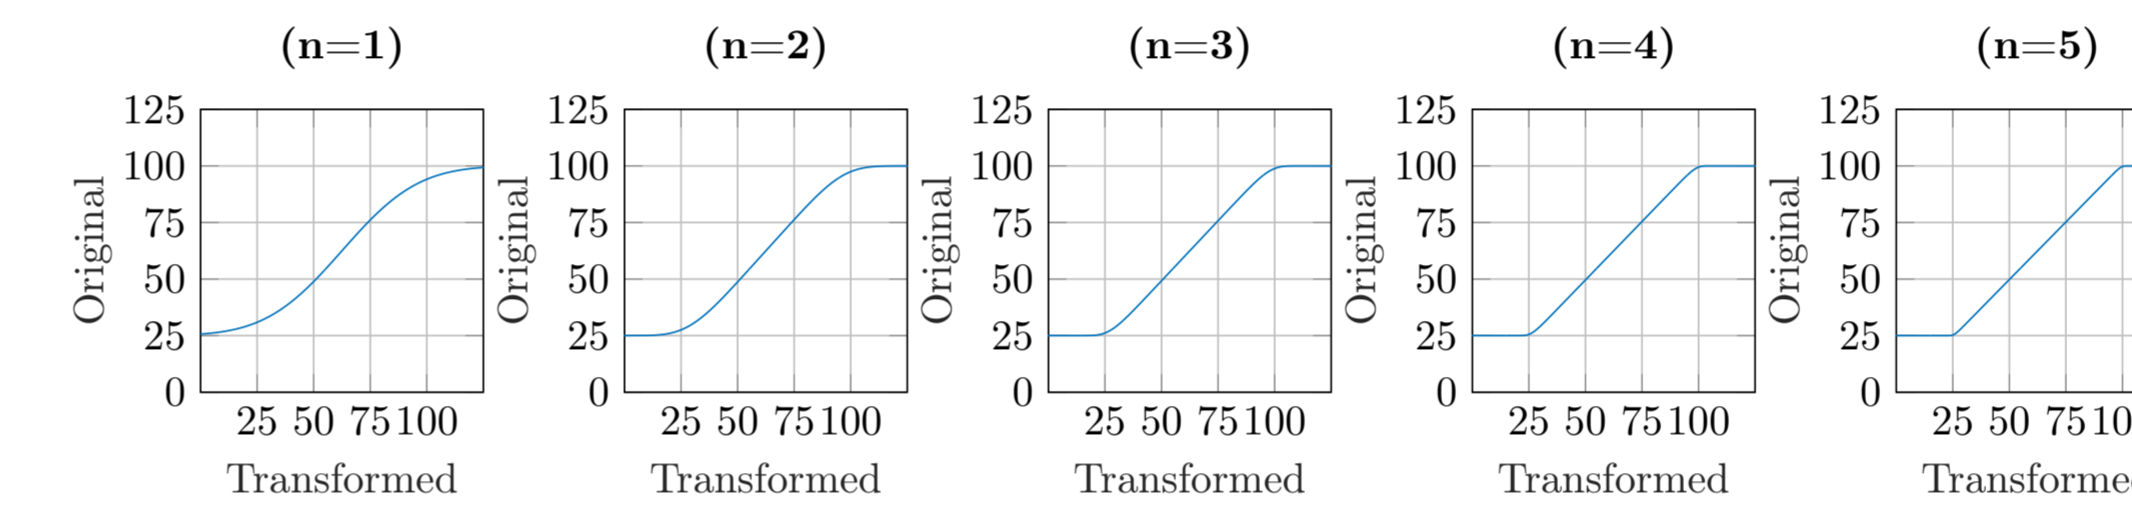 (n=1) (n=2) (n=3) (n=4) (n=5)
125 125 125 125 125
100 100 100 100 100
75 75 75 75 75
50 50 50 50 50
25 25 25 25 25
0 0 0 0 0
Original Original Original Original Original
25 50 75 100 25 50 75 100 25 50 75 100 25 50 75 100 25 50 75 10
Transformed Transformed Transformed Transformed Transforme